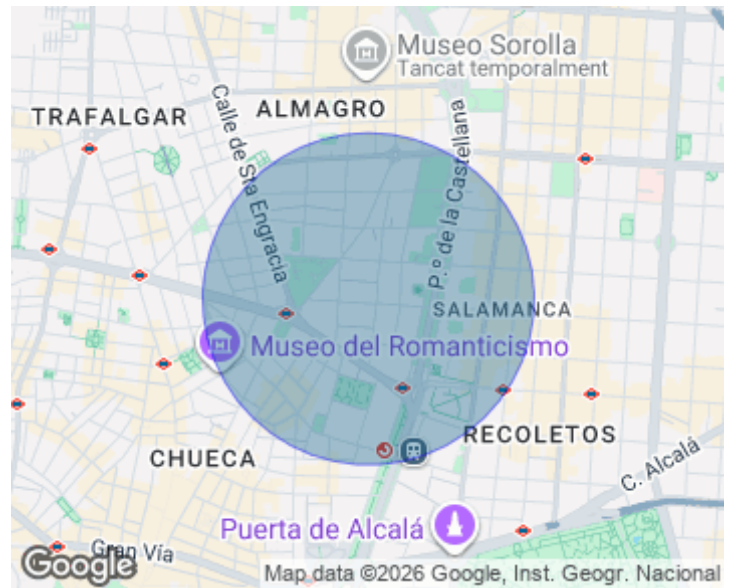 Museo Sorolla
Tancat temporalment
TRAFALGAR
ALMAGRO
Calle de Sta Engracia
P.º de la Castellana
SALAMANCA
Museo del Romanticismo
RECOLETOS
CHUECA
C. Alcalá
Puerta de Alcalá
Gran Vía
Google
Map data ©2026 Google, Inst. Geogr. Nacional